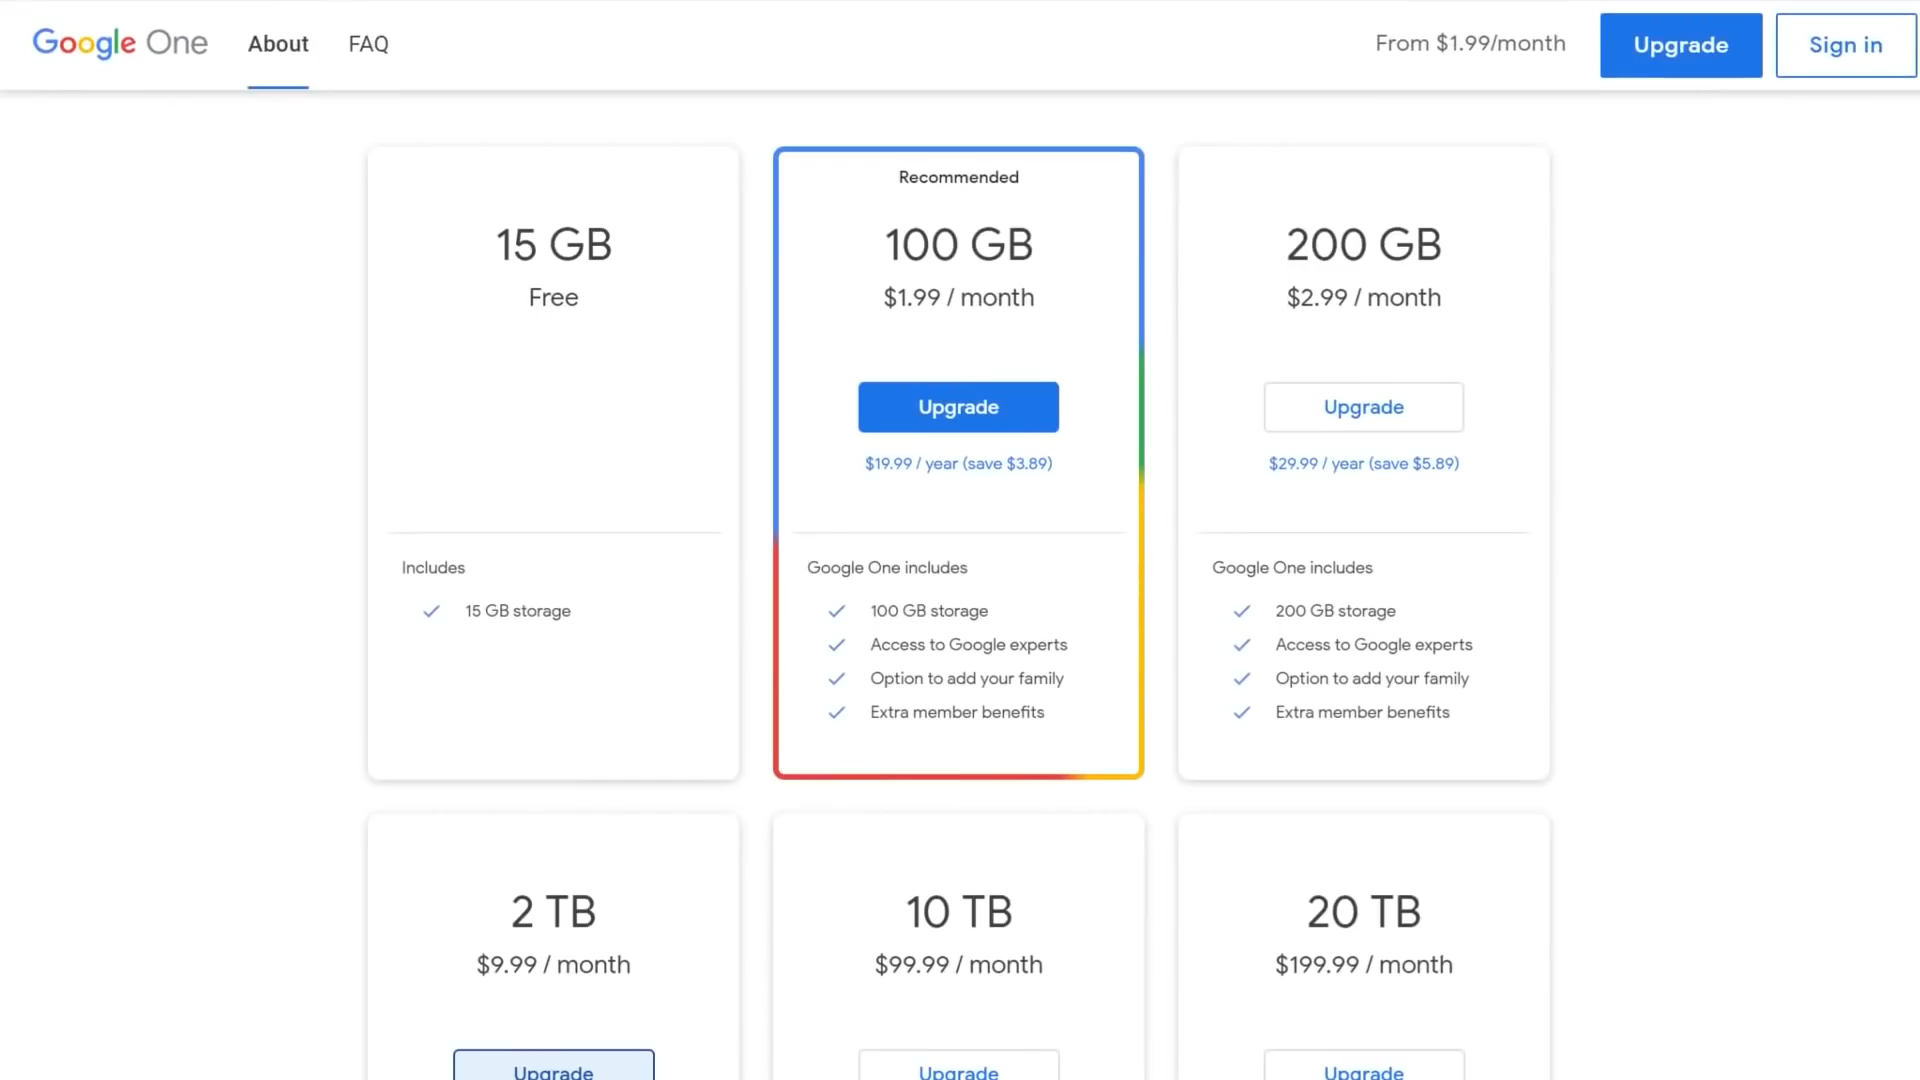 Google One
About
FAQ
From $1.99/month
Upgrade
Sign in
15 GB
Free
Includes
15 GB storage
Recommended
100 GB
$1.99 / month
Upgrade
$19.99 / year (save $3.89)
Google One includes
100 GB storage
Access to Google experts
Option to add your family
Extra member benefits
200 GB
$2.99 / month
Upgrade
$29.99 / year (save $5.89)
Google One includes
200 GB storage
Access to Google experts
Option to add your family
Extra member benefits
2 TB
$9.99 / month
Upgrade
10 TB
$99.99 / month
Upgrade
20 TB
$199.99 / month
Upgrade